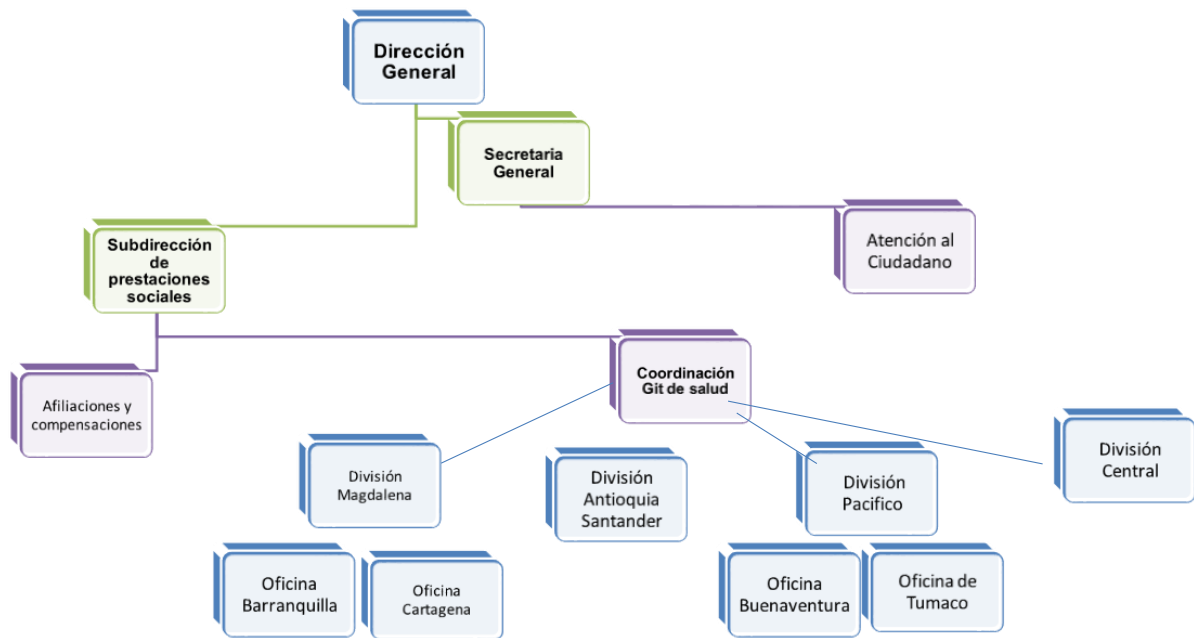 Dirección
General
Secretaria
General
Atención al
Ciudadano
Subdirección
de
prestaciones
sociales
Coordinación
Git de salud
Afiliaciones y
compensaciones
División
Magdalena
División
Antioquia
Santander
División
Pacifico
División
Central
Oficina
Barranquilla
Oficina
Cartagena
Oficina
Buenaventura
Oficina de
Tumaco